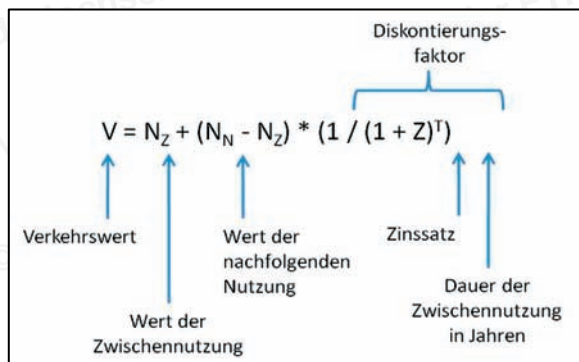 Diskontierungs-
faktor
V = N_Z + (N_N - N_Z) * (1 / (1 + Z)^T)
Verkehrswert
Wert der
nachfolgenden
Nutzung
Zinssatz
Wert der
Zwischennutzung
Dauer der
Zwischennutzung
in Jahren